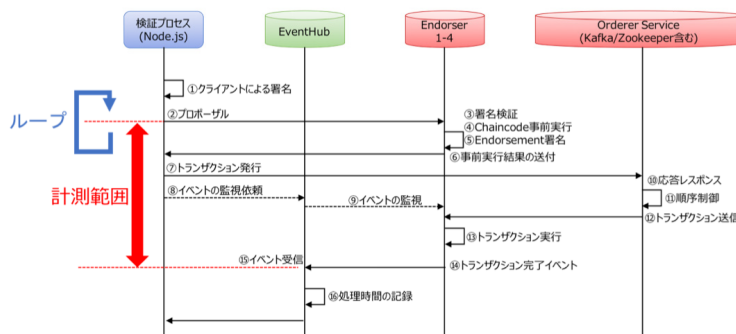 検証プロセス
(Node.js)
EventHub
Endorser
1-4
Orderer Service
(Kafka/Zookeeper含む)
①クライアントによる署名
ループ
②プロポーザル
③署名検証
④Chaincode事前実行
⑤Endorsement署名
⑥事前実行結果の送付
⑦トランザクション発行
⑩応答レスポンス
計測範囲
⑧イベントの監視依頼
⑨イベントの監視
⑪順序制御
⑫トランザクション送信
⑬トランザクション実行
⑮イベント受信
⑭トランザクション完了イベント
⑯処理時間の記録